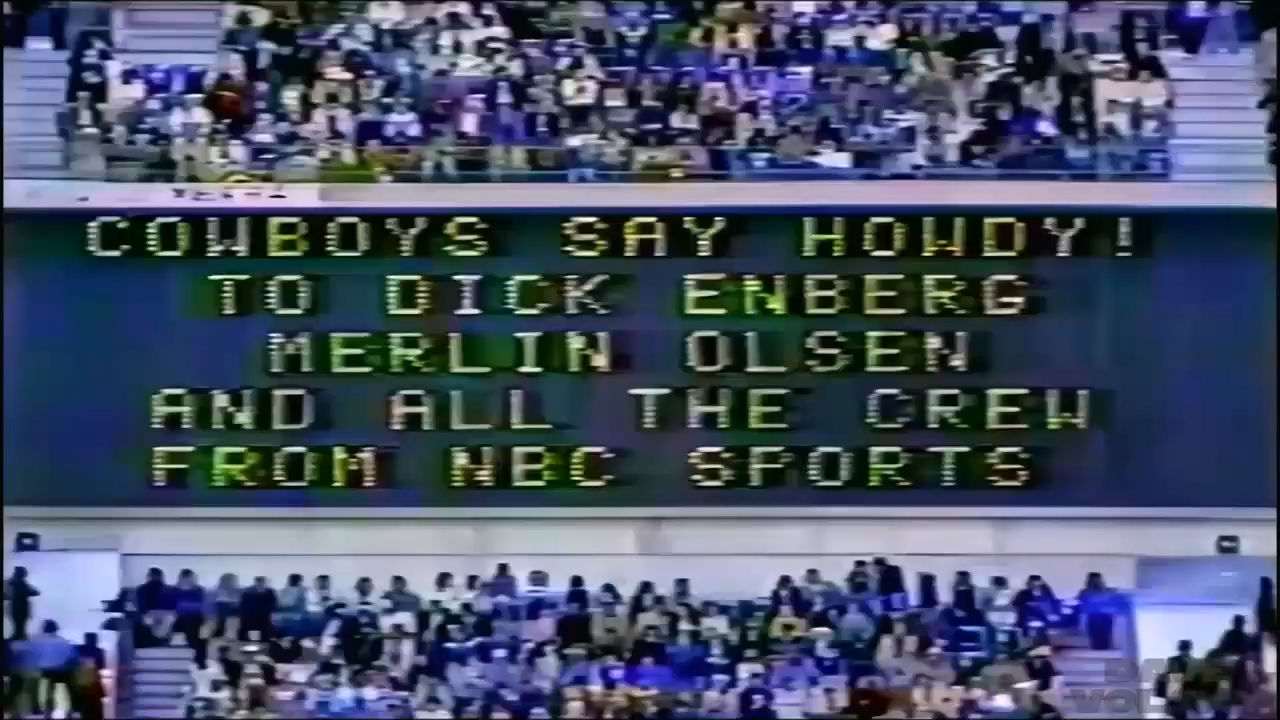 COWBOYS SAY HOWDY!
TO DICK ENBERG
MERLIN OLSEN
AND ALL THE CREW
FROM NBC SPORTS